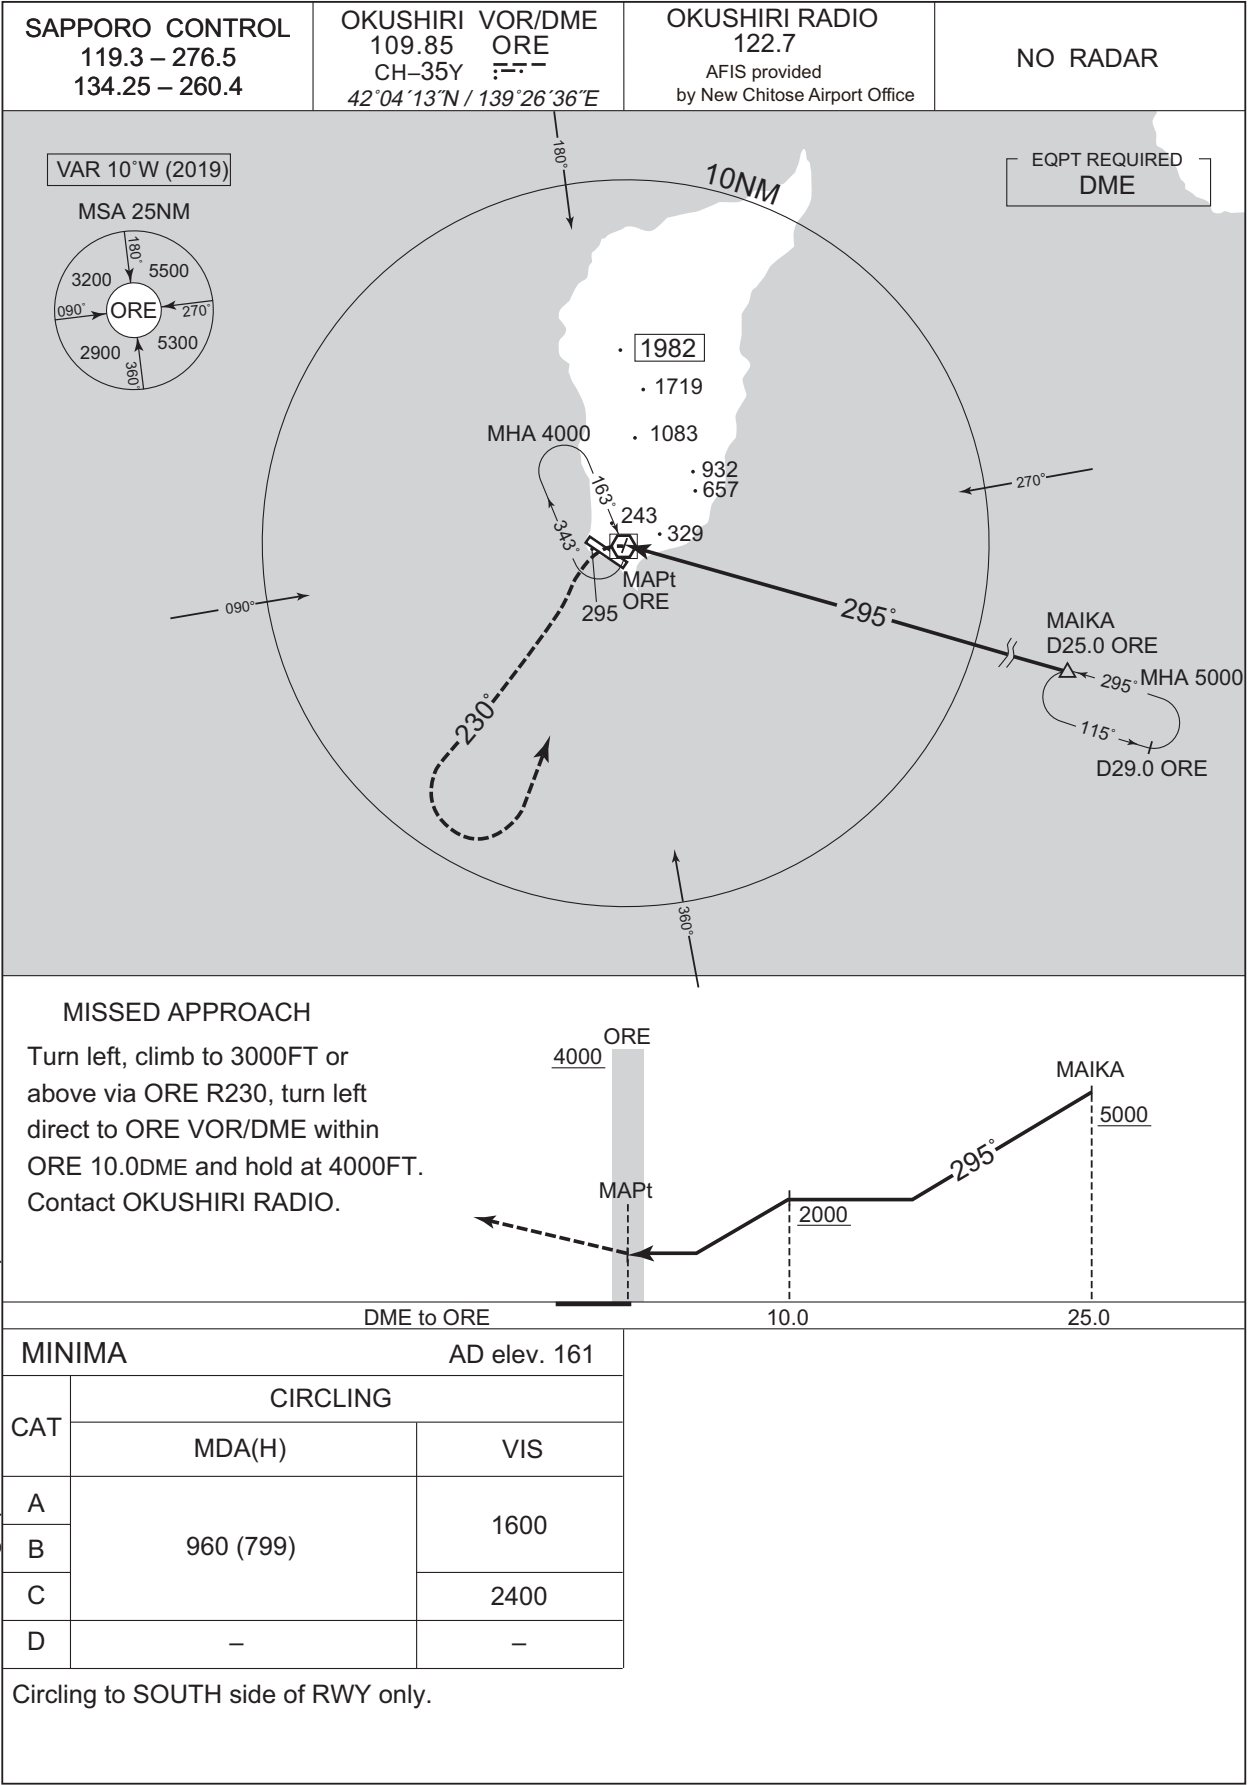 SAPPORO CONTROL
119.3 – 276.5
134.25 – 260.4
OKUSHIRI VOR/DME
109.85 ORE
CH–35Y
42°04´13˝N / 139°26´36˝E
OKUSHIRI RADIO
122.7
AFIS provided
by New Chitose Airport Office
NO RADAR
VAR 10°W (2019)
MSA 25NM
180°
3200
5500
090°
ORE
270°
2900
5300
360°
180°
10NM
EQPT REQUIRED
DME
1982
1719
MHA 4000
1083
932
657
163°
343°
243
329
270°
MAPt
ORE
295
090°
295°
MAIKA
D25.0 ORE
295°
MHA 5000
115°
D29.0 ORE
230°
360°
MISSED APPROACH
Turn left, climb to 3000FT or
above via ORE R230, turn left
direct to ORE VOR/DME within
ORE 10.0DME and hold at 4000FT.
Contact OKUSHIRI RADIO.
ORE
4000
MAIKA
5000
295°
MAPt
2000
DME to ORE
10.0
25.0
MINIMA
AD elev. 161
CAT
CIRCLING
MDA(H)
VIS
A
B
C
960 (799)
1600
2400
D
–
–
Circling to SOUTH side of RWY only.